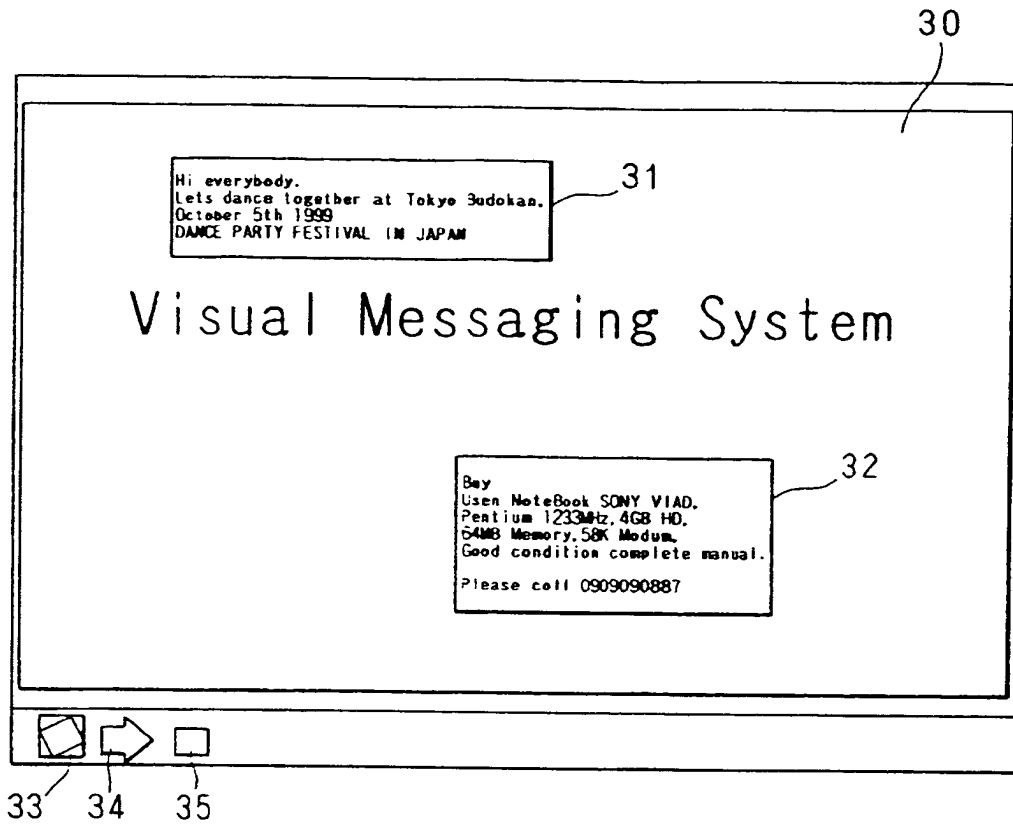 30
Hi everybody.
Lets dance together at Tokyo Budokan.
October 5th 1999
DANCE PARTY FESTIVAL IN JAPAN
31
Visual Messaging System
32
Buy
Usen NoteBook SONY VIAD.
Pentium 1233MHz, 4GB HD,
64MB Memory, 58K Modum,
Good condition complete manual.
Please call 0909090887
33 34 35